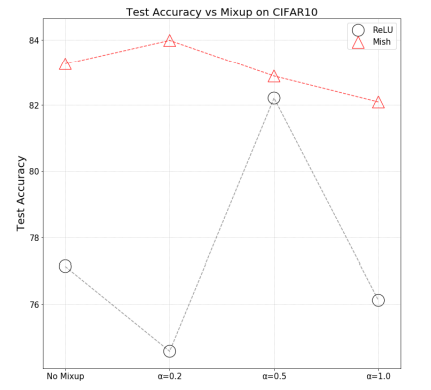 Test Accuracy vs Mixup on CIFAR10
ReLU
Mish
Test Accuracy
84
82
80
78
76
No Mixup α=0.2 α=0.5 α=1.0